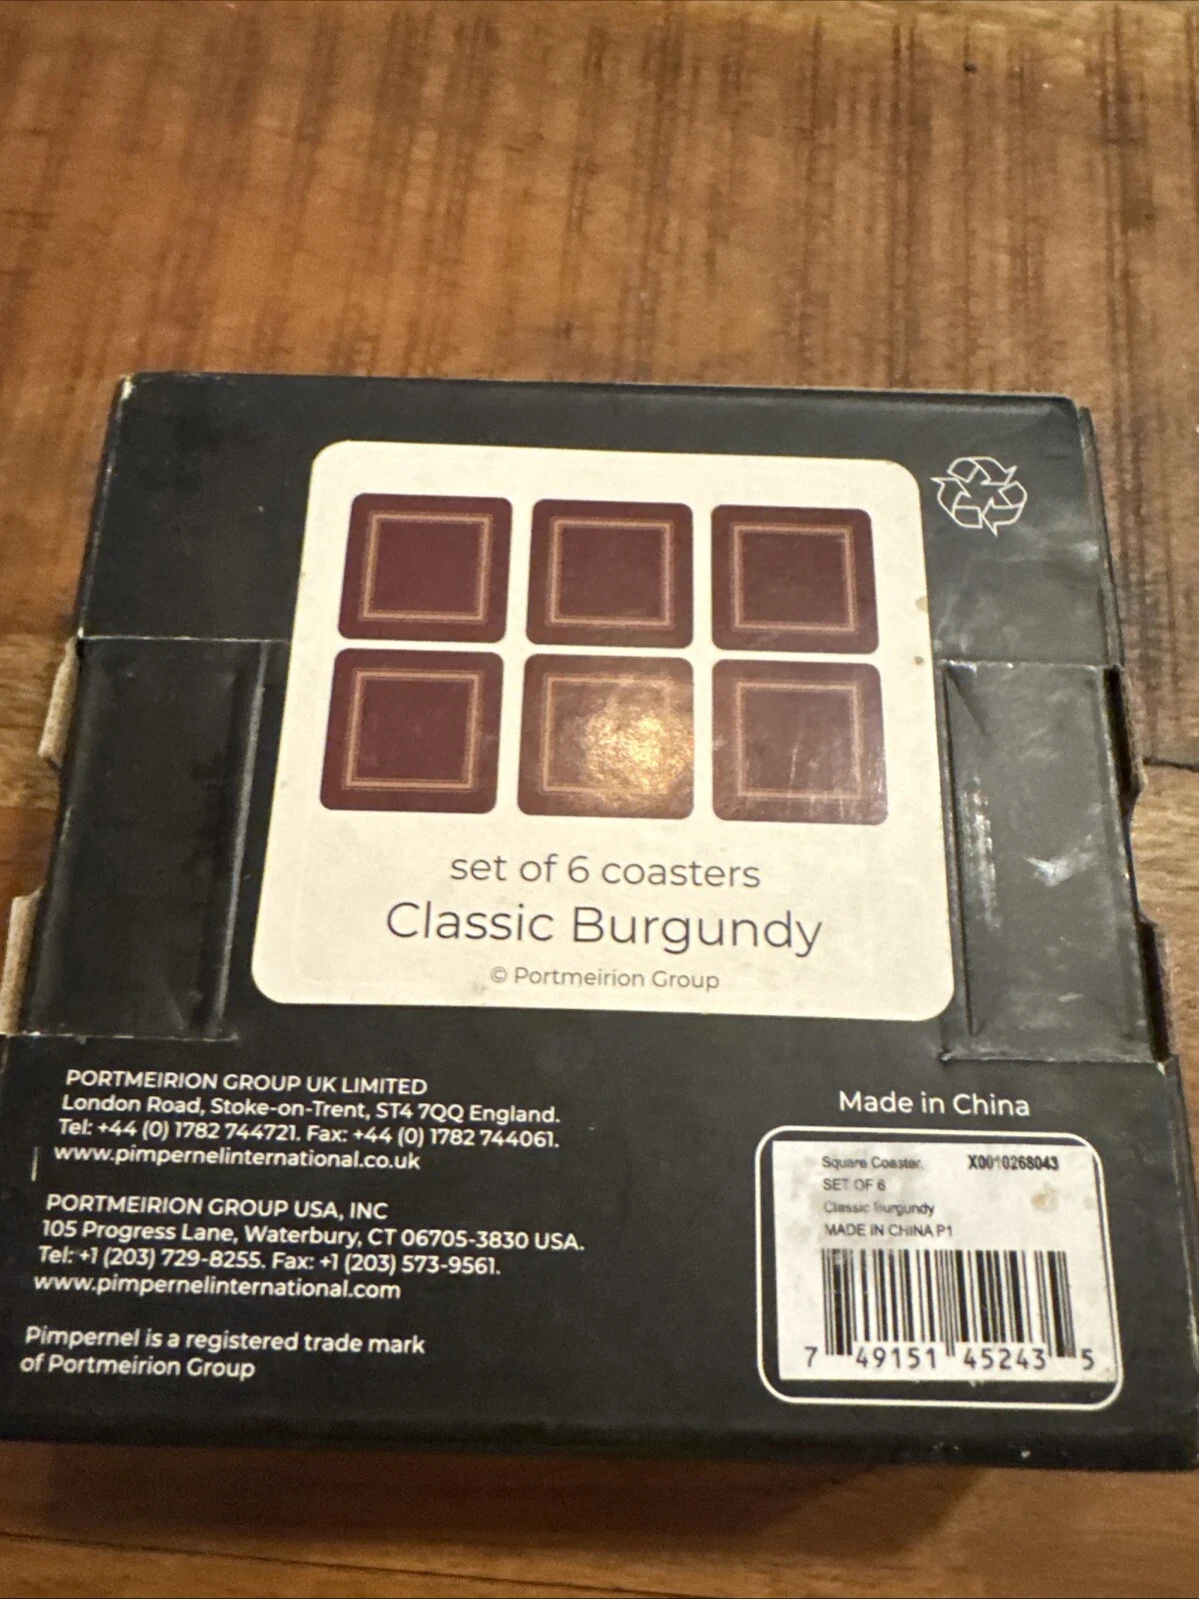 set of 6 coasters
Classic Burgundy
© Portmeirion Group
PORTMEIRION GROUP UK LIMITED
London Road, Stoke-on-Trent, ST4 7QQ England.
Tel: +44 (0) 1782 744721. Fax: +44 (0) 1782 744061.
www.pimpernelinternational.co.uk
PORTMEIRION GROUP USA, INC
105 Progress Lane, Waterbury, CT 06705-3830 USA.
Tel: +1 (203) 729-8255. Fax: +1 (203) 573-9561.
www.pimpernelinternational.com
Pimpernel is a registered trade mark
of Portmeirion Group
Made in China
Square Coaster, X0010268043
SET OF 6
Classic Burgundy
MADE IN CHINA P1
7 49151 45243 5